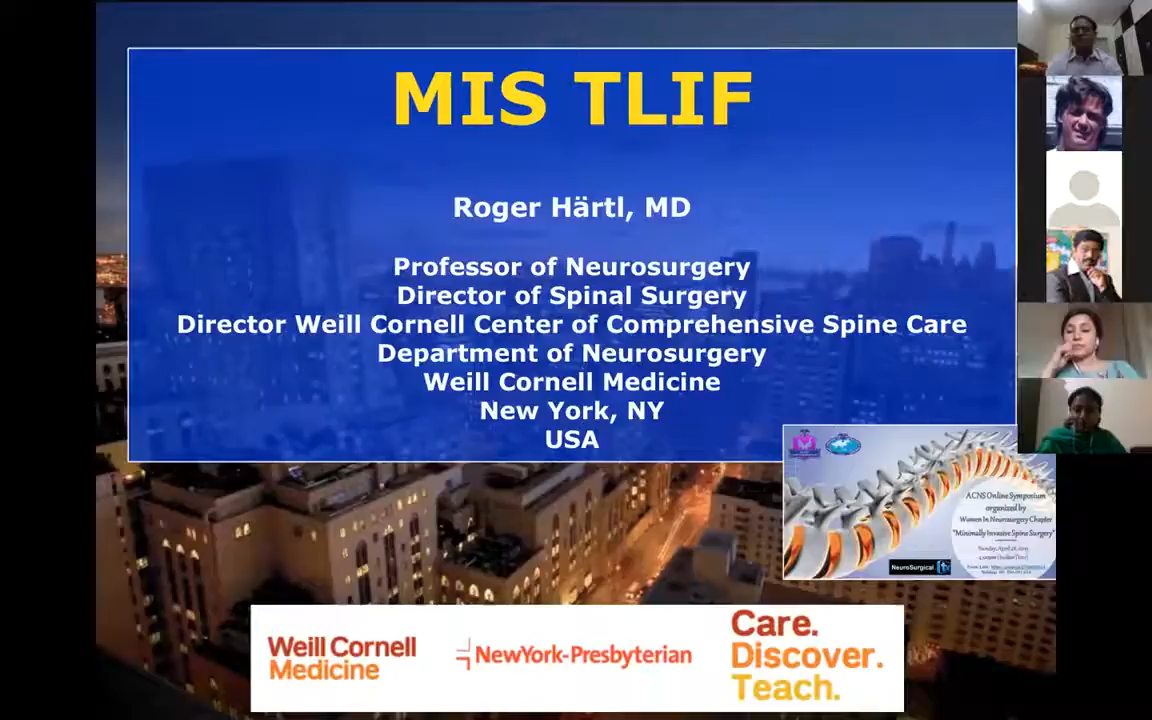 MIS TLIF
Roger Härtl, MD
Professor of Neurosurgery
Director of Spinal Surgery
Director Weill Cornell Center of Comprehensive Spine Care
Department of Neurosurgery
Weill Cornell Medicine
New York, NY
USA
ACNS Online Symposium
organized by
Women In Neurosurgery Chapter
"Minimally Invasive Spine Surgery"
NeuroSurgical.tv
Weill Cornell
Medicine
NewYork-Presbyterian
Care.
Discover.
Teach.